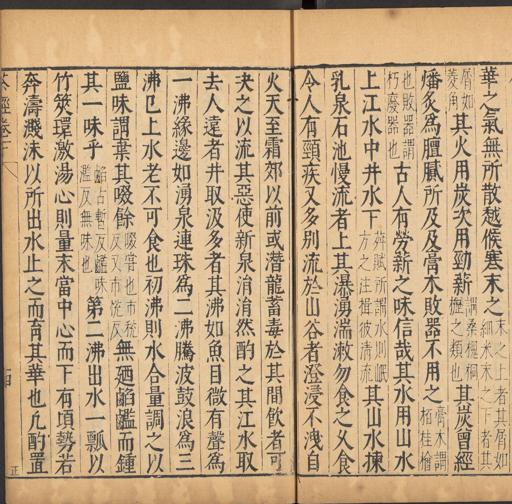 華之氣無所散越候寒末之末之上者其屑如細米末之下者其
屑如菱角其火用炭次用勁薪謂桑槐桐櫪之類也其炭曾經
燔炙為膻膩所及及膏木敗器不用之膏木謂柏桂檜
也敗器謂朽廢器也古人有勞薪之味信哉其水用山水
上江水中井水下荈賦所謂水則岷方之注揖彼清流其山水揀
乳泉石池慢流者上其瀑湧湍漱勿食之乆食
令人有頸疾又多別流於山谷者澄浸不洩自
火天至霜郊以前或潛龍蓄毒於其間飲者可
夬之以流其惡使新泉涓涓然酌之其江水取
去人遠者井取汲多者其沸如魚目微有聲為
一沸緣邊如湧泉連珠為二沸騰波鼓浪為三
沸已上水老不可食也初沸則水合量調之以
鹽味謂棄其啜餘啜嘗也市稅反又市悅反無廼而鍾
其一味乎古暫反吐濫反無味也第二沸出水一瓢以
竹筴環激湯心則量末當中心而下有頃勢若
奔濤濺沫以所出水止之而育其華也凡酌置